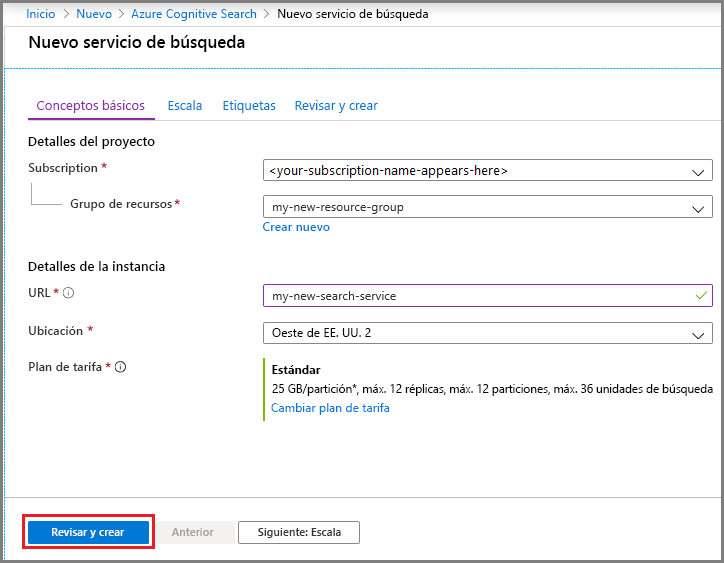 Inicio > Nuevo > Azure Cognitive Search > Nuevo servicio de búsqueda
Nuevo servicio de búsqueda
Conceptos básicos Escala Etiquetas Revisar y crear
Detalles del proyecto
Subscription * <your-subscription-name-appears-here>
Grupo de recursos * my-new-resource-group
Crear nuevo
Detalles de la instancia
URL * my-new-search-service
Ubicación * Oeste de EE. UU. 2
Plan de tarifa * Estándar
25 GB/partición*, máx. 12 réplicas, máx. 12 particiones, máx. 36 unidades de búsqueda
Cambiar plan de tarifa
Revisar y crear Anterior Siguiente: Escala